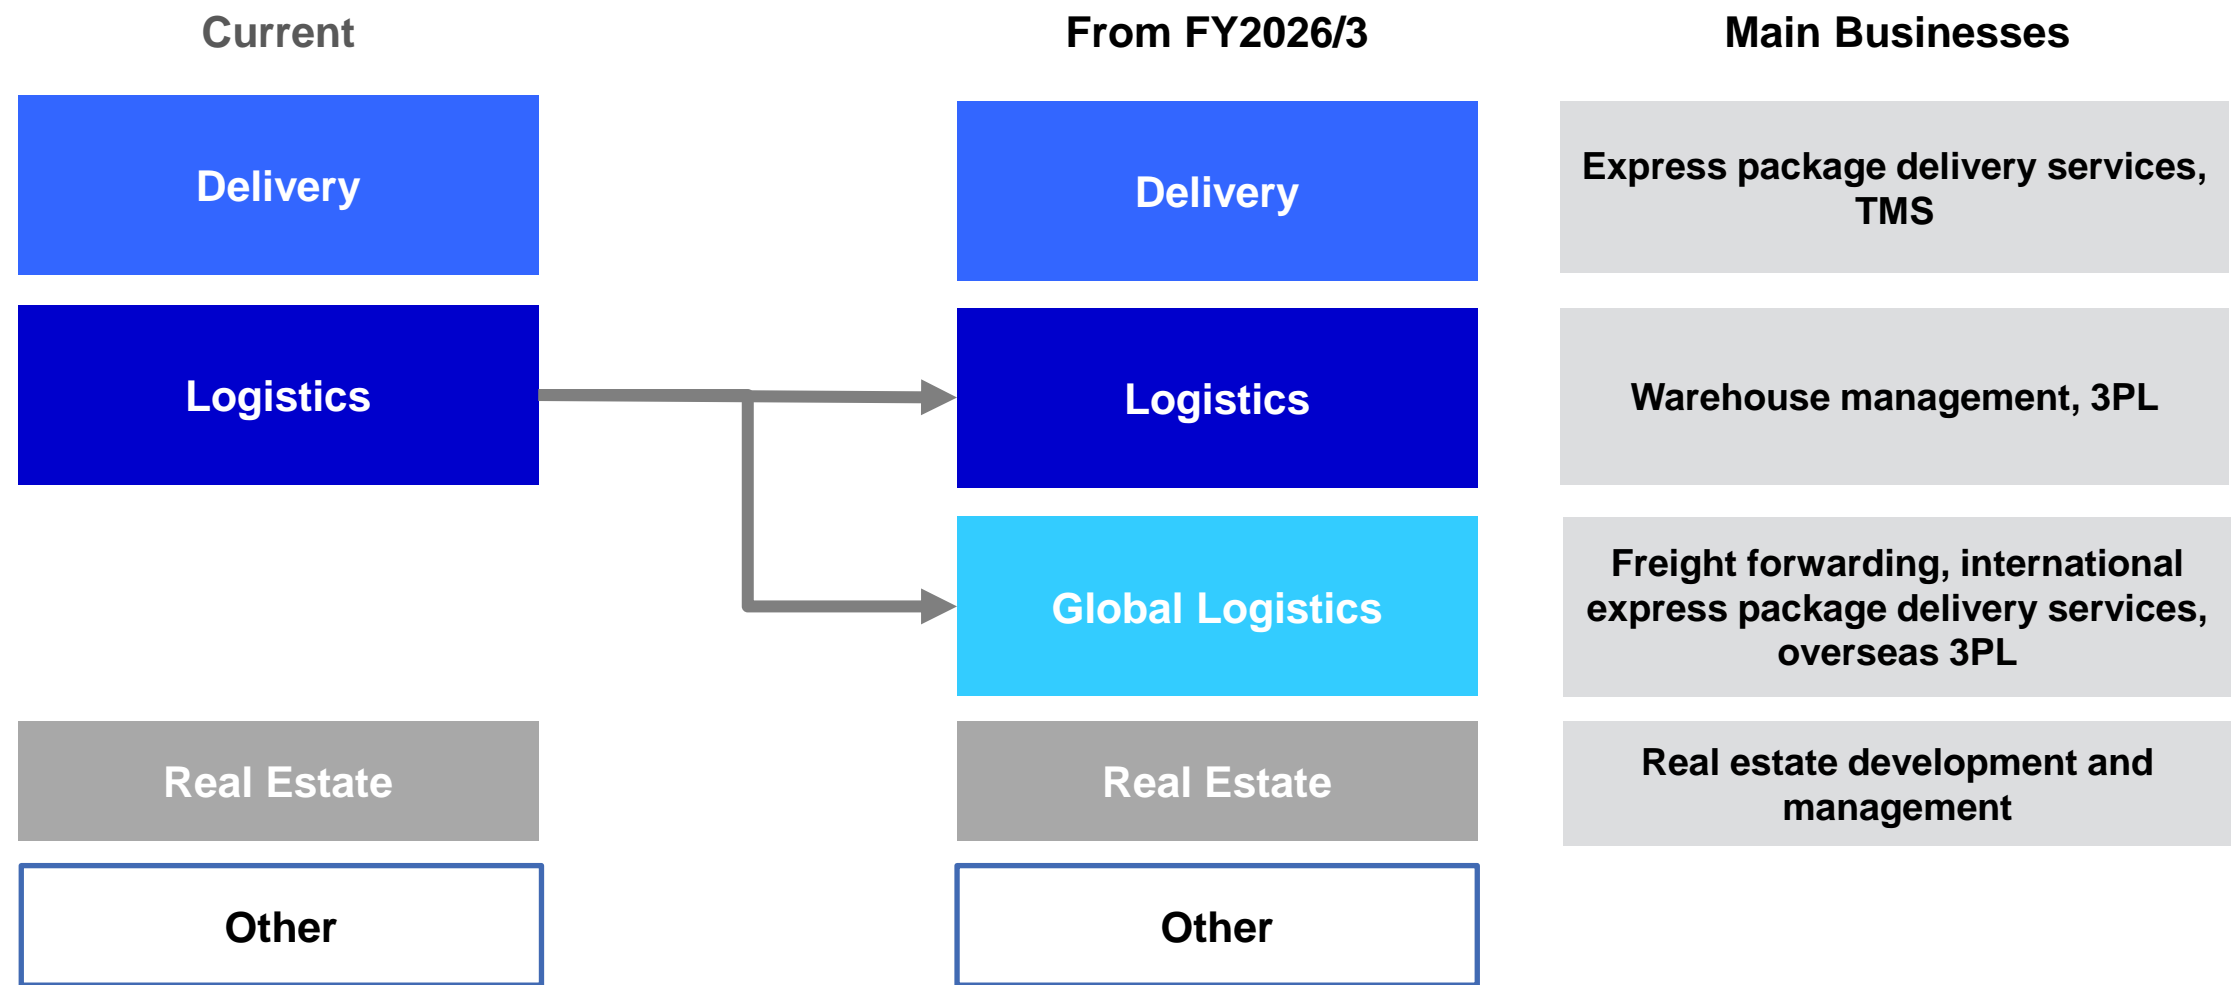 Current
From FY2026/3
Main Businesses
Delivery
Delivery
Express package delivery services,
TMS
Logistics
Logistics
Warehouse management, 3PL
Global Logistics
Freight forwarding, international
express package delivery services,
overseas 3PL
Real Estate
Real Estate
Real estate development and
management
Other
Other